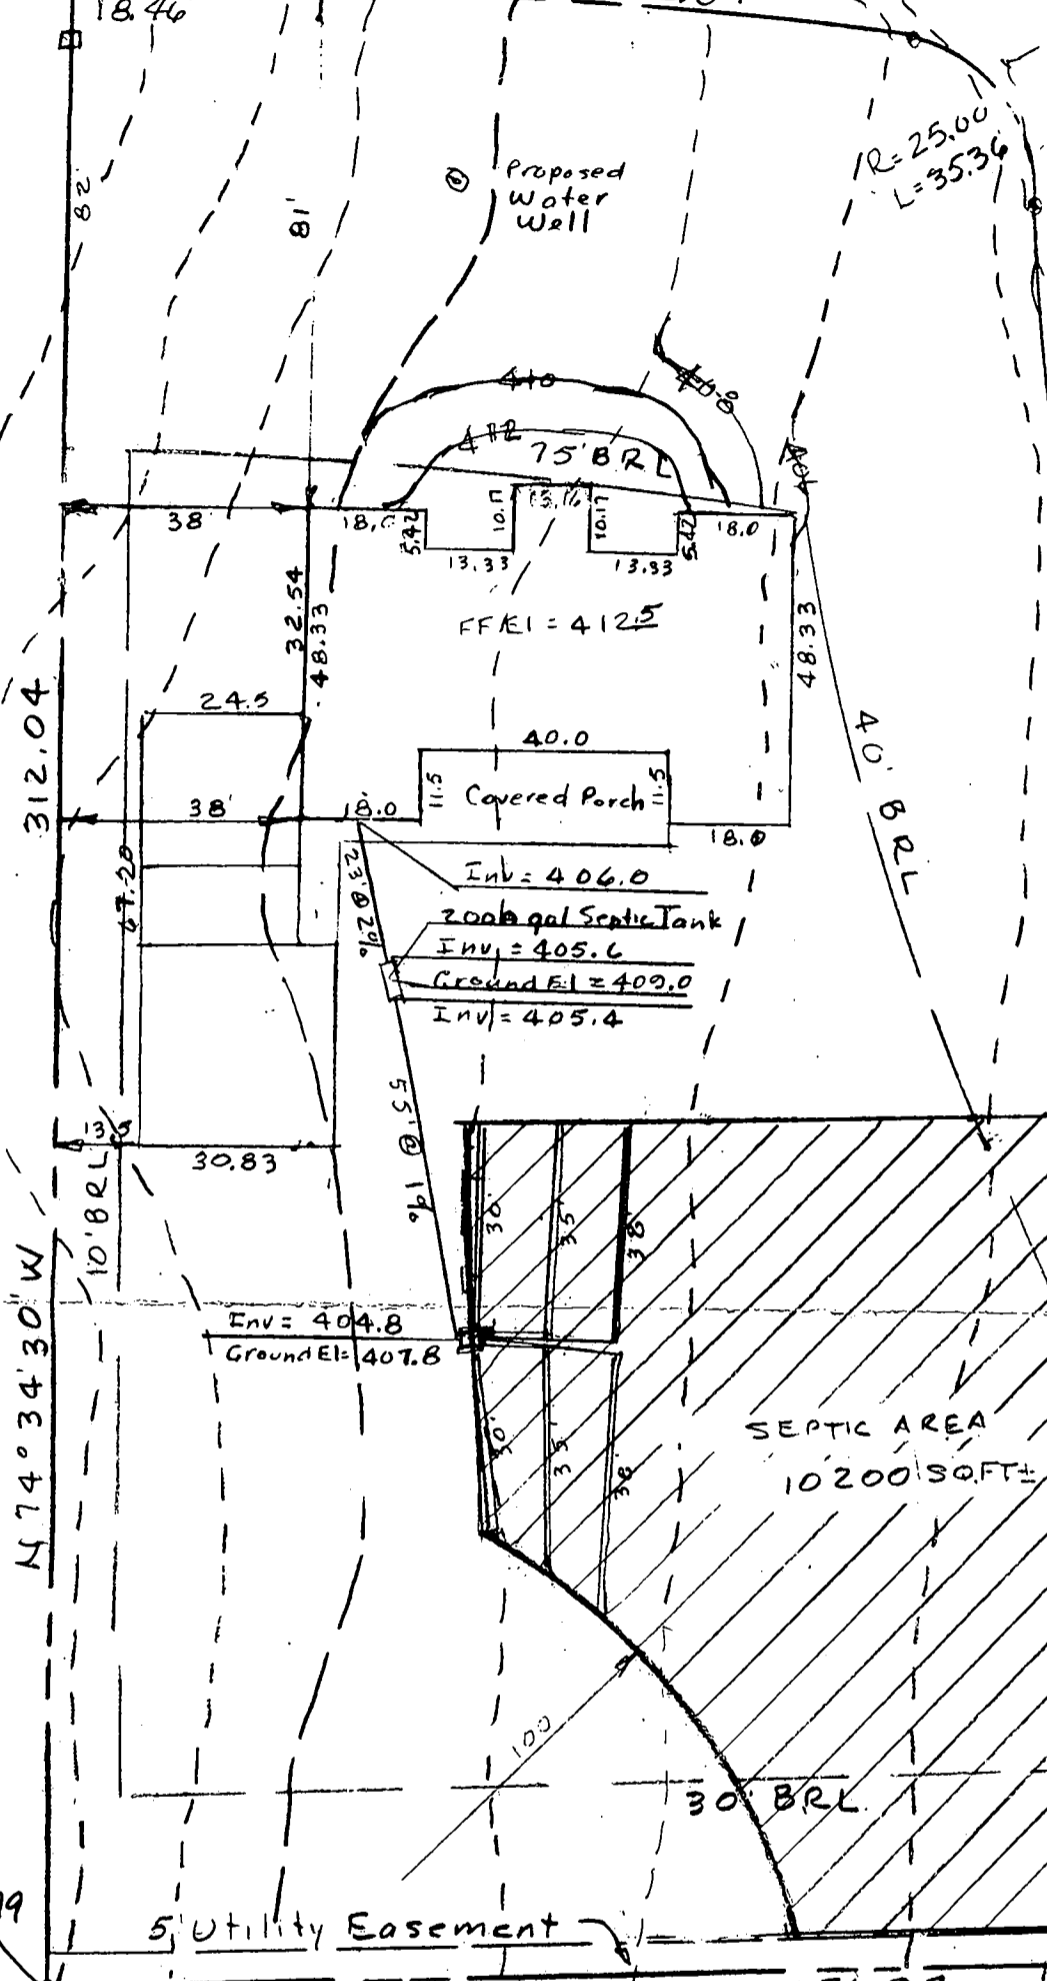 18.46
R=25.00
L=35.36
82'
81'
Proposed
Water
Well
410
408
412
75' BRL
404
38'
18.0
5.42
13.33
10.17
13.16
10.17
13.33
5.42
18.0
32.54
48.33
FF/El = 412.5
48.33
40' BRL
24.5
312.04
40.0
11.5
Covered Porch
11.5
38'
18.0
18.0
67.20
Inv = 406.0
23' @ 2%
2000 gal Septic Tank
Inv = 405.6
Ground El = 409.0
Inv = 405.4
55' @ 1%
30.83
10' BRL
30'
35'
38'
Inv = 404.8
Ground El = 407.8
N74°34'30"W
30'
35'
38'
SEPTIC AREA
10200 SQ.FT±
100
30' BRL
5' Utility Easement